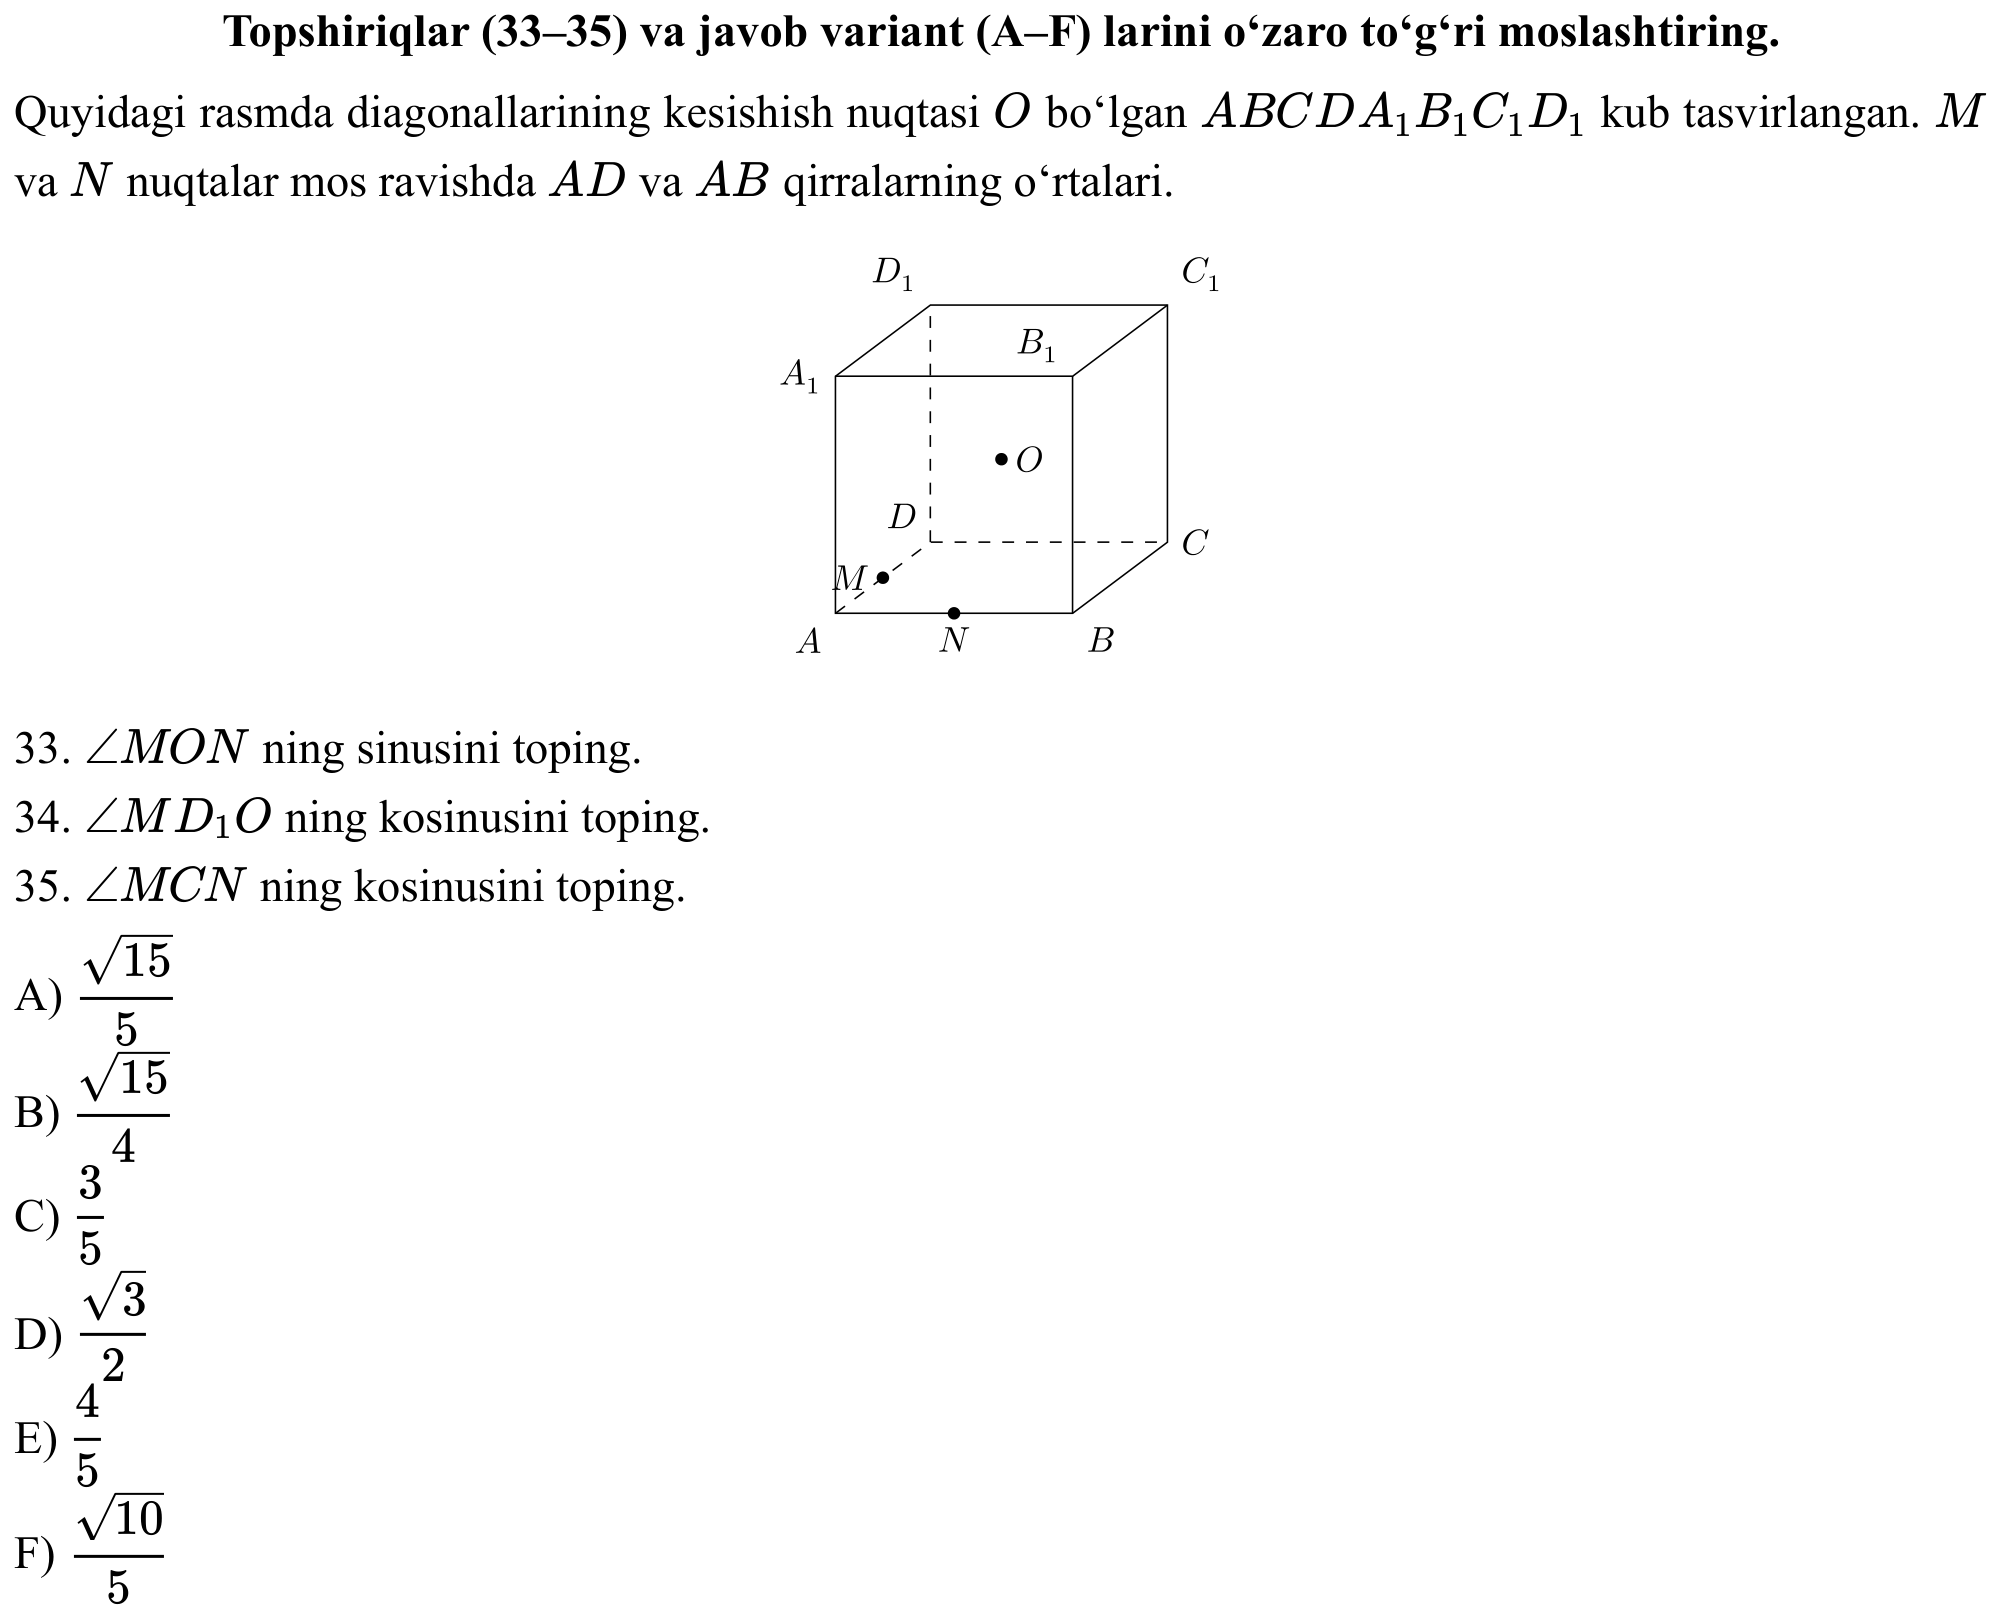 Topshiriqlar (33–35) va javob variant (A–F) larini o‘zaro to‘g‘ri moslashtiring.
Quyidagi rasmda diagonallarining kesishish nuqtasi O bo‘lgan ABCDA₁B₁C₁D₁ kub tasvirlangan. M
va N nuqtalar mos ravishda AD va AB qirralarning o‘rtalari.
D₁ C₁
B₁
A₁
O
D
C
M
A N B
33. ∠MON ning sinusini toping.
34. ∠MD₁O ning kosinusini toping.
35. ∠MCN ning kosinusini toping.
A) √15/5
B) √15/4
C) 3/5
D) √3/2
E) 4/5
F) √10/5